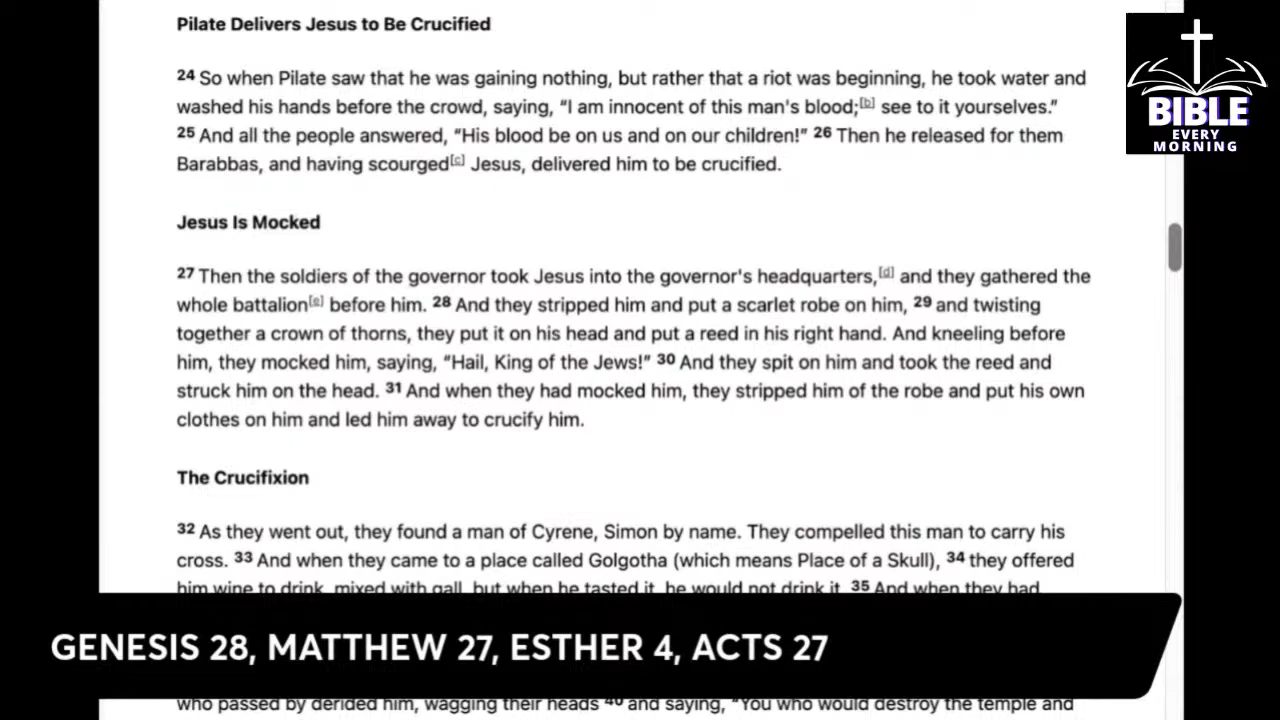 Pilate Delivers Jesus to Be Crucified
24 So when Pilate saw that he was gaining nothing, but rather that a riot was beginning, he took water and
washed his hands before the crowd, saying, “I am innocent of this man's blood;[b] see to it yourselves.”
25 And all the people answered, “His blood be on us and on our children!” 26 Then he released for them
Barabbas, and having scourged[c] Jesus, delivered him to be crucified.
Jesus Is Mocked
27 Then the soldiers of the governor took Jesus into the governor's headquarters,[d] and they gathered the
whole battalion[e] before him. 28 And they stripped him and put a scarlet robe on him, 29 and twisting
together a crown of thorns, they put it on his head and put a reed in his right hand. And kneeling before
him, they mocked him, saying, “Hail, King of the Jews!” 30 And they spit on him and took the reed and
struck him on the head. 31 And when they had mocked him, they stripped him of the robe and put his own
clothes on him and led him away to crucify him.
The Crucifixion
32 As they went out, they found a man of Cyrene, Simon by name. They compelled this man to carry his
cross. 33 And when they came to a place called Golgotha (which means Place of a Skull), 34 they offered
him wine to drink, mixed with gall, but when he tasted it, he would not drink it. 35 And when they had
GENESIS 28, MATTHEW 27, ESTHER 4, ACTS 27
who passed by derided him, wagging their heads 40 and saying, “You who would destroy the temple and
BIBLE
EVERY
MORNING